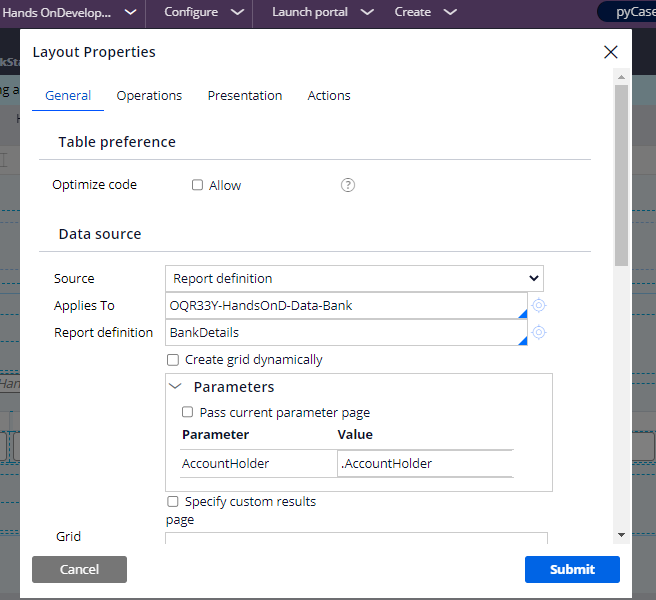 Hands OnDevelop... Configure Launch portal Create pyCase
Layout Properties
General Operations Presentation Actions
Table preference
Optimize code Allow ?
Data source
Source Report definition
Applies To OQR33Y-HandsOnD-Data-Bank
Report definition BankDetails
Create grid dynamically
Parameters
Pass current parameter page
Parameter Value
AccountHolder .AccountHolder
Specify custom results
page
Grid
Cancel Submit